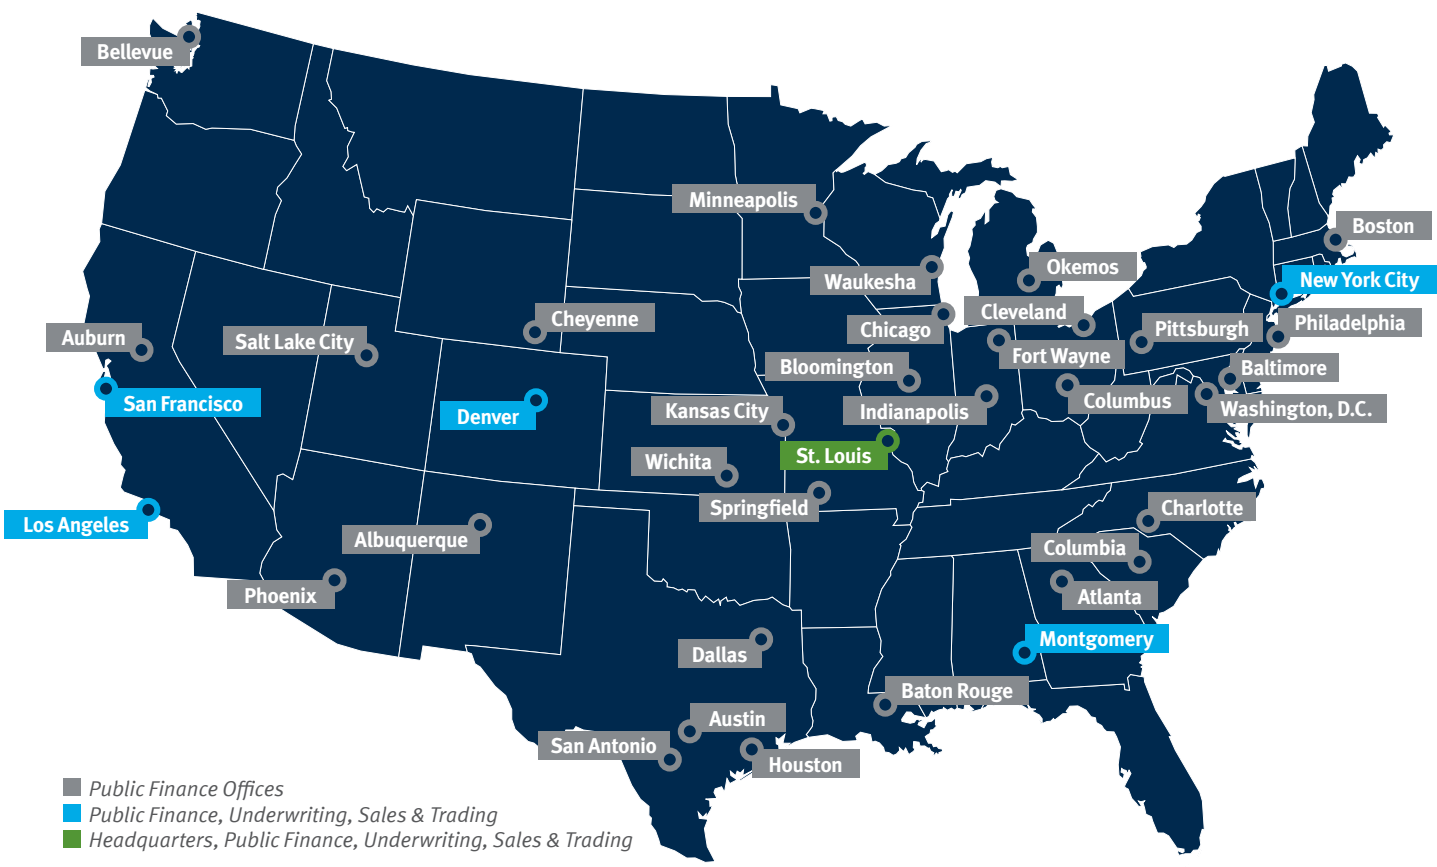 Bellevue
Minneapolis
Boston
Waukesha
Okemos
New York City
Cleveland
Cheyenne
Chicago
Pittsburgh
Philadelphia
Auburn
Salt Lake City
Fort Wayne
Bloomington
Baltimore
San Francisco
Denver
Kansas City
Indianapolis
Columbus
Washington, D.C.
St. Louis
Wichita
Springfield
Charlotte
Los Angeles
Albuquerque
Columbia
Phoenix
Atlanta
Montgomery
Dallas
Baton Rouge
Austin
San Antonio
Houston
Public Finance Offices
Public Finance, Underwriting, Sales & Trading
Headquarters, Public Finance, Underwriting, Sales & Trading